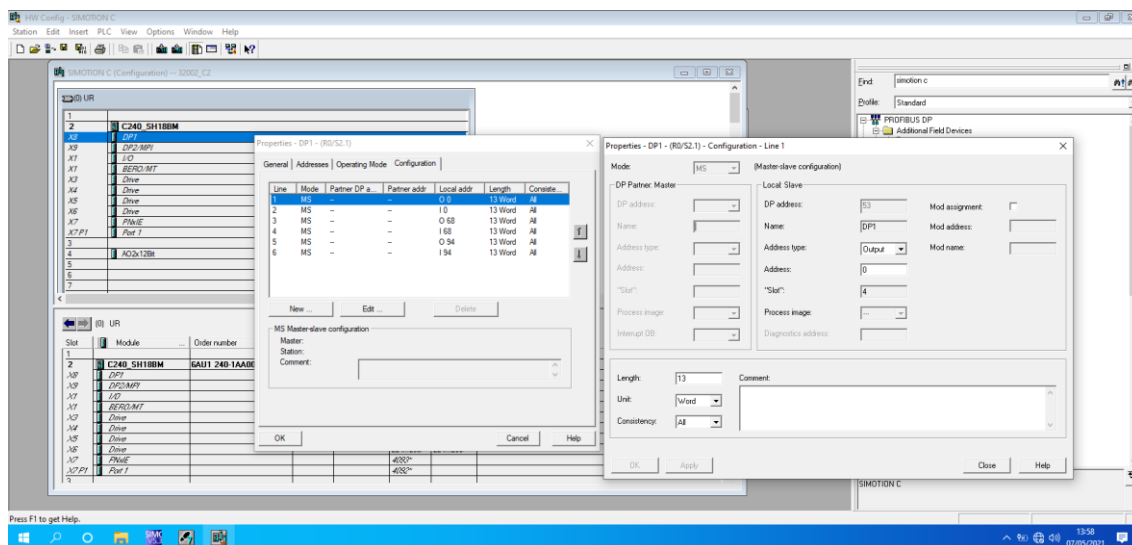 HW Config - SIMOTION C
Station Edit Insert PLC View Options Window Help
SIMOTION C (Configuration) -- 32002_C2
(0) UR
1
2 C240_SH18BM
X8 DP1
X9 DP2/MPI
X1 I/O
X1 BERO/MT
X3 Drive
X4 Drive
X5 Drive
X6 Drive
X7 PNxIE
X7 P1 Port 1
3
4 AO2x12Bit
5
6
7
(0) UR
Slot Module ... Order number
1
2 C240_SH18BM 6AU1 240-1AA00
X8 DP1
X9 DP2/MPI
X1 I/O
X1 BERO/MT
X3 Drive
X4 Drive
X5 Drive
X6 Drive
X7 PNxIE 4093*
X7 P1 Port 1 4092*
3
Properties - DP1 - (R0/S2.1)
General Addresses Operating Mode Configuration
Line Mode Partner DP a... Partner addr Local addr Length Consiste...
1 MS -- -- O 0 13 Word All
2 MS -- -- I 0 13 Word All
3 MS -- -- O 68 13 Word All
4 MS -- -- I 68 13 Word All
5 MS -- -- O 94 13 Word All
6 MS -- -- I 94 13 Word All
New ... Edit ... Delete
MS Master-slave configuration
Master:
Station:
Comment:
OK Cancel Help
Properties - DP1 - (R0/S2.1) - Configuration - Line 1
Mode: MS (Master-slave configuration)
DP Partner: Master
DP address:
Name:
Address type:
Address:
"Slot":
Process image:
Interrupt OB:
Local: Slave
DP address: 53
Name: DP1
Address type: Output
Address: 0
"Slot": 4
Process image: ---
Diagnostics address:
Mod assignment:
Mod address:
Mod name:
Length: 13
Unit: Word
Consistency: All
Comment:
OK Apply Close Help
Find: simotion c
Profile: Standard
PROFIBUS DP
Additional Field Devices
SIMOTION C
Press F1 to get Help.
13:58
07/05/2021